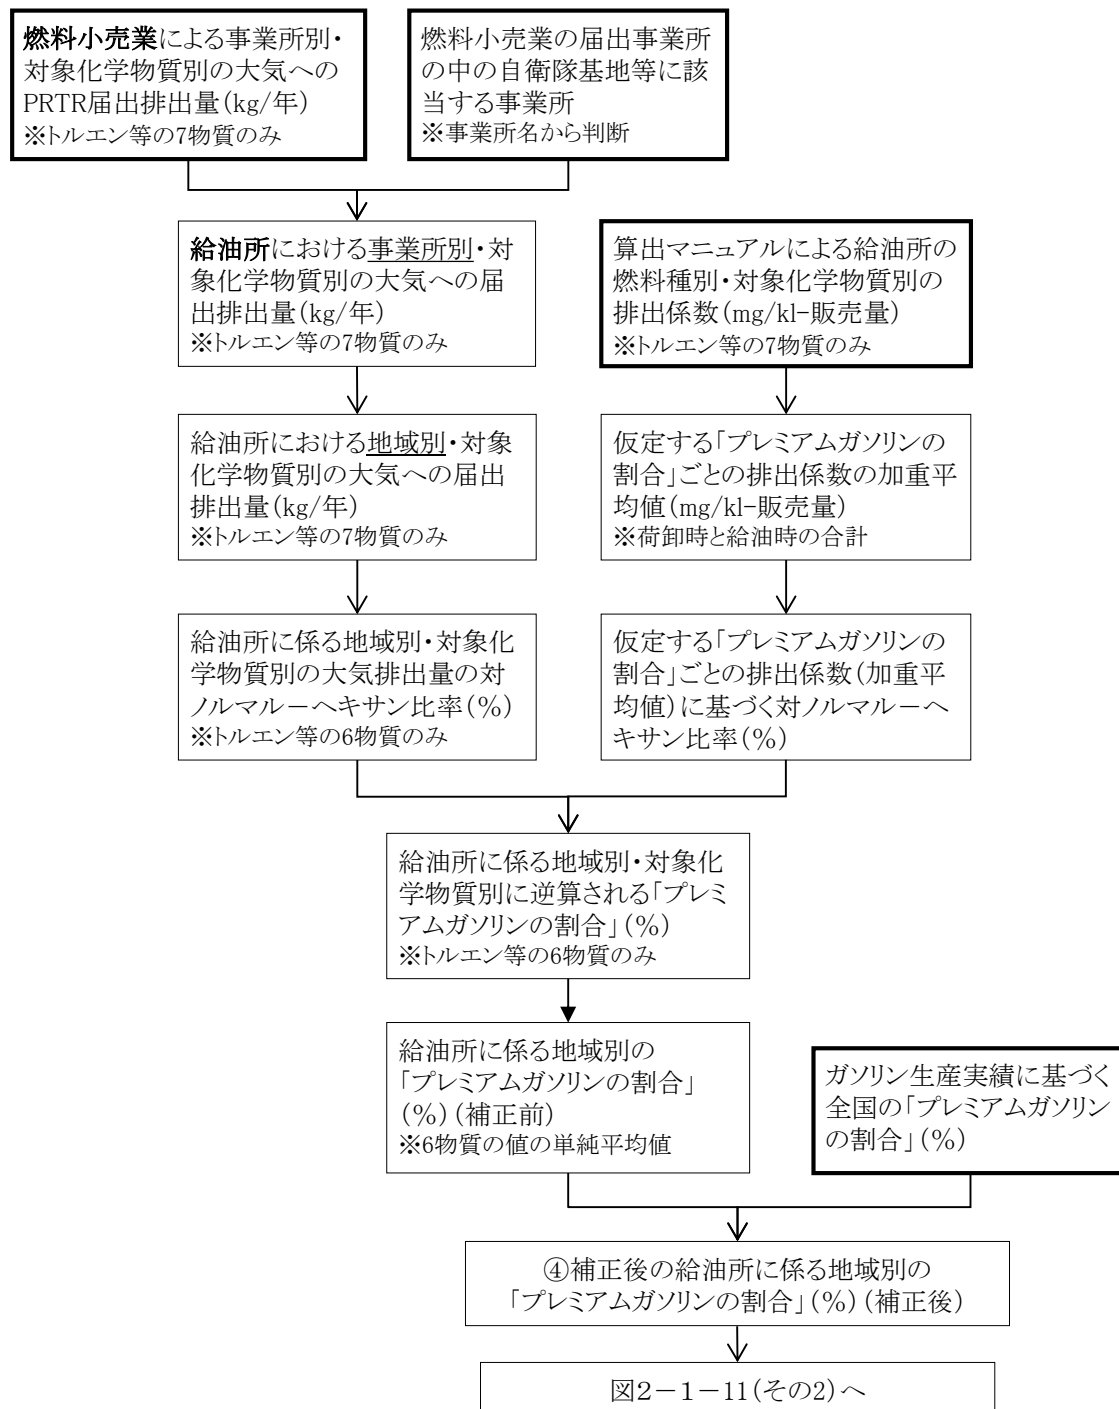 燃料小売業による事業所別・
対象化学物質別の大気への
PRTR届出排出量(kg/年)
※トルエン等の7物質のみ
燃料小売業の届出事業所
の中の自衛隊基地等に該
当する事業所
※事業所名から判断
給油所における事業所別・対
象化学物質別の大気への届
出排出量(kg/年)
※トルエン等の7物質のみ
算出マニュアルによる給油所の
燃料種別・対象化学物質別の
排出係数(mg/kl-販売量)
※トルエン等の7物質のみ
給油所における地域別・対象
化学物質別の大気への届出
排出量(kg/年)
※トルエン等の7物質のみ
仮定する「プレミアムガソリンの
割合」ごとの排出係数の加重平
均値(mg/kl-販売量)
※荷卸時と給油時の合計
給油所に係る地域別・対象化
学物質別の大気排出量の対
ノルマル－ヘキサン比率(%)
※トルエン等の6物質のみ
仮定する「プレミアムガソリンの
割合」ごとの排出係数(加重平
均値)に基づく対ノルマル－ヘ
キサン比率(%)
給油所に係る地域別・対象化
学物質別に逆算される「プレミ
アムガソリンの割合」(%)
※トルエン等の6物質のみ
給油所に係る地域別の
「プレミアムガソリンの割合」
(%)(補正前)
※6物質の値の単純平均値
ガソリン生産実績に基づく
全国の「プレミアムガソリン
の割合」(%)
④補正後の給油所に係る地域別の
「プレミアムガソリンの割合」(%)(補正後)
図2－1－11(その2)へ